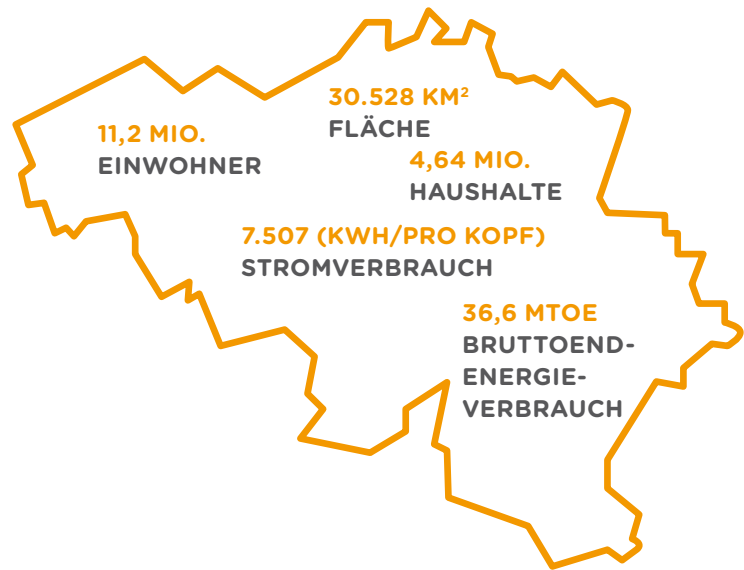 30.528 KM²
FLÄCHE
11,2 MIO.
EINWOHNER
4,64 MIO.
HAUSHALTE
7.507 (KWH/PRO KOPF)
STROMVERBRAUCH
36,6 MTOE
BRUTTOEND-
ENERGIE-
VERBRAUCH